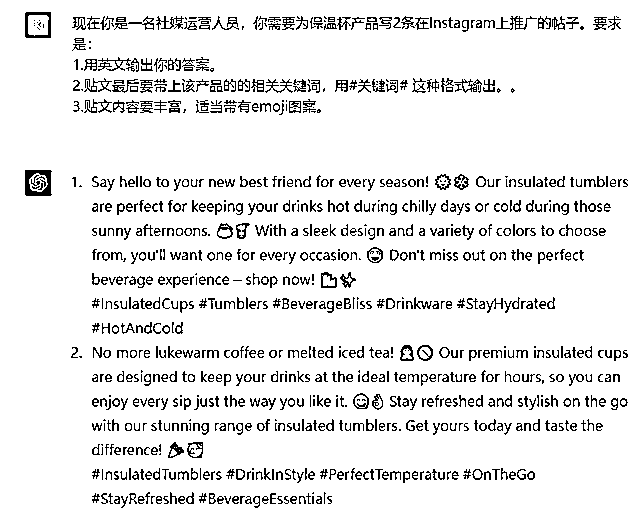 现在你是一名社媒运营人员，你需要为保温杯产品写2条在Instagram上推广的帖子。要求
是：
1.用英文输出你的答案。
2.贴文最后要带上该产品的的相关关键词，用#关键词# 这种格式输出。。
3.贴文内容要丰富，适当带有emoji图案。
1. Say hello to your new best friend for every season! 🌞❄️ Our insulated tumblers
are perfect for keeping your drinks hot during chilly days or cold during those
sunny afternoons. ☕🥤 With a sleek design and a variety of colors to choose
from, you'll want one for every occasion. 😍 Don't miss out on the perfect
beverage experience – shop now! 🛍️✨
#InsulatedCups #Tumblers #BeverageBliss #Drinkware #StayHydrated
#HotAndCold
2. No more lukewarm coffee or melted iced tea! 🙅🚫 Our premium insulated cups
are designed to keep your drinks at the ideal temperature for hours, so you can
enjoy every sip just the way you like it. 😋👌 Stay refreshed and stylish on the go
with our stunning range of insulated tumblers. Get yours today and taste the
difference! 🎉🥳
#InsulatedTumblers #DrinkInStyle #PerfectTemperature #OnTheGo
#StayRefreshed #BeverageEssentials